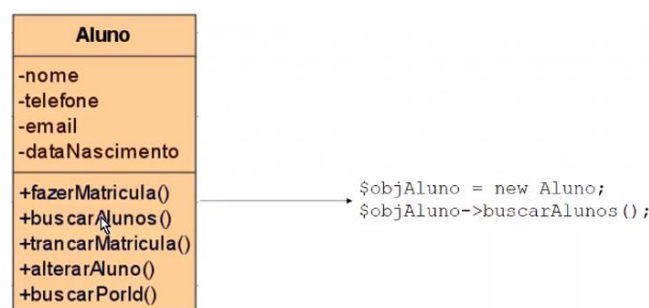 Aluno
-nome
-telefone
-email
-dataNascimento
+fazerMatricula()
+buscarAlunos()
+trancarMatricula()
+alterarAluno()
+buscarPorId()
$objAluno = new Aluno;
$objAluno->buscarAlunos();